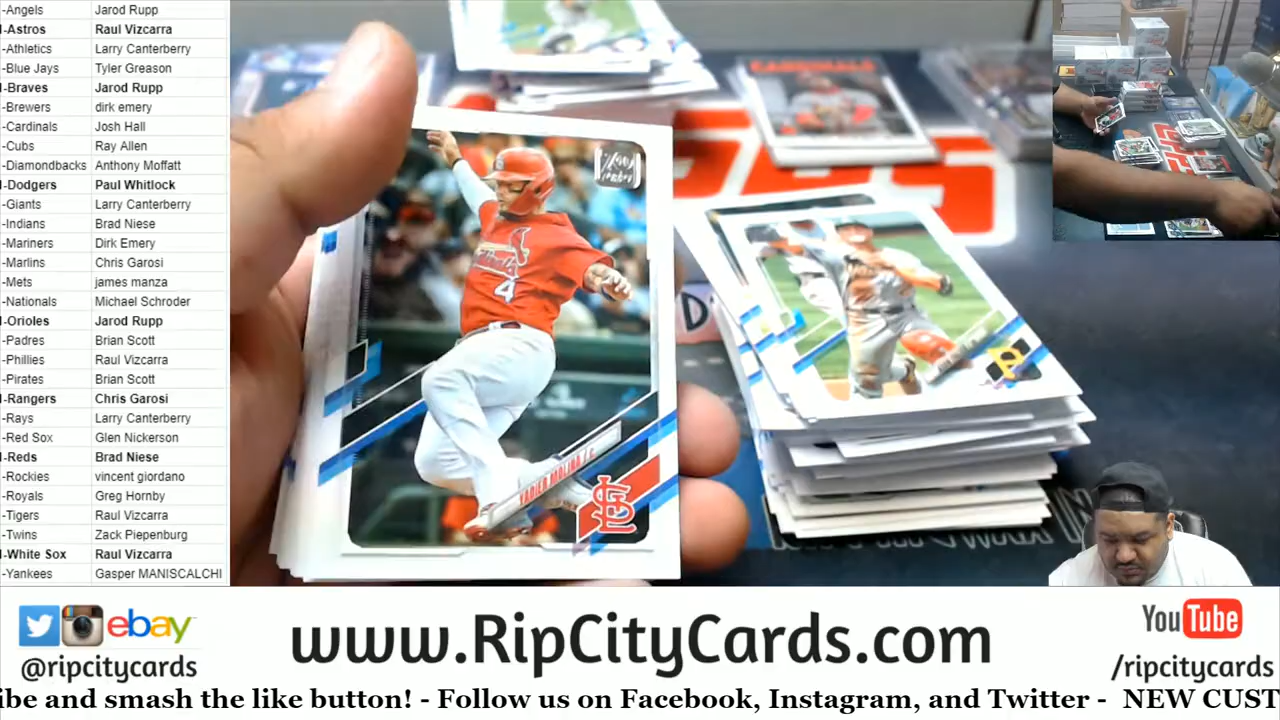 -Angels Jarod Rupp
-Astros Raul Vizcarra
-Athletics Larry Canterberry
-Blue Jays Tyler Greason
-Braves Jarod Rupp
-Brewers dirk emery
-Cardinals Josh Hall
-Cubs Ray Allen
-Diamondbacks Anthony Moffatt
-Dodgers Paul Whitlock
-Giants Larry Canterberry
-Indians Brad Niese
-Mariners Dirk Emery
-Marlins Chris Garosi
-Mets james manza
-Nationals Michael Schroder
-Orioles Jarod Rupp
-Padres Brian Scott
-Phillies Raul Vizcarra
-Pirates Brian Scott
-Rangers Chris Garosi
-Rays Larry Canterberry
-Red Sox Glen Nickerson
-Reds Brad Niese
-Rockies vincent giordano
-Royals Greg Hornby
-Tigers Raul Vizcarra
-Twins Zack Piepenburg
-White Sox Raul Vizcarra
-Yankees Gasper MANISCALCHI
CARDINALS
Cardinals
4
YADIER MOLINA / C
STL
ebay
@ripcitycards
www.RipCityCards.com
YouTube
/ripcitycards
ibe and smash the like button! - Follow us on Facebook, Instagram, and Twitter - NEW CUST